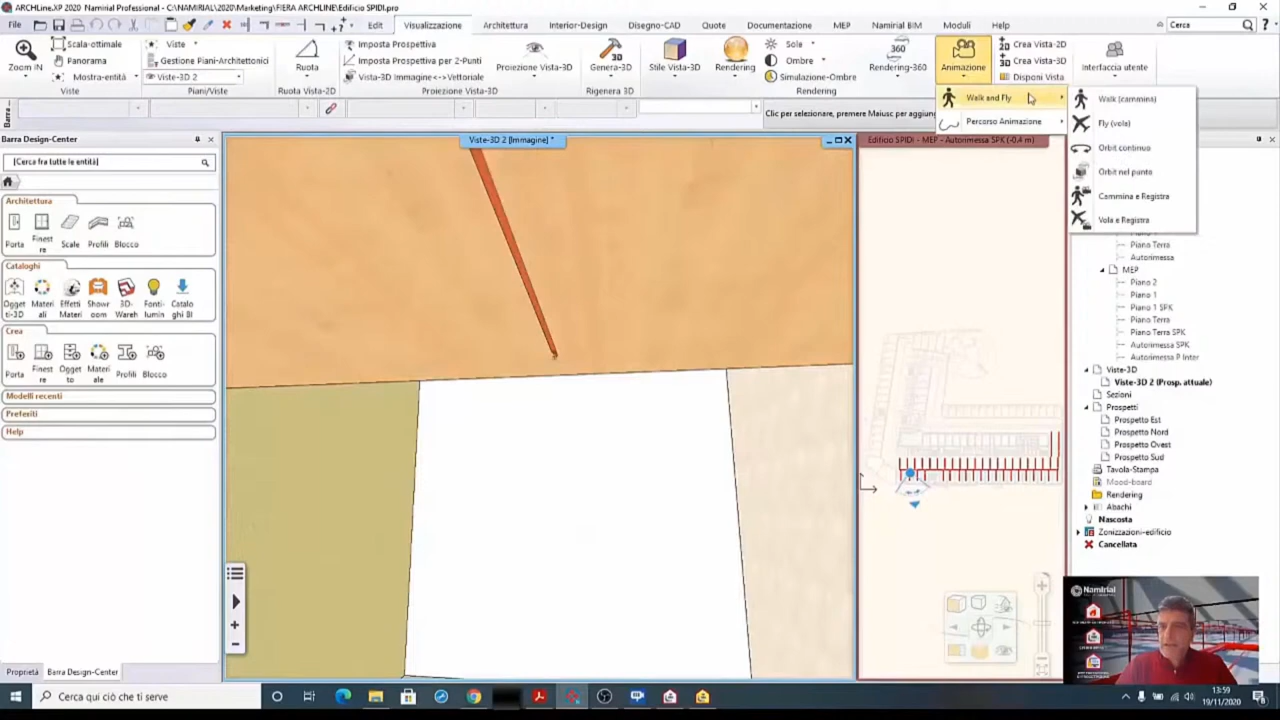 ARCHLine.XP 2020 Namirial Professional - C:\NAMIRIAL\2020\Marketing\FIERA ARCHLINE\Edificio SPIDI.pro
File
Edit
Visualizzazione
Architettura
Interior-Design
Disegno-CAD
Quote
Documentazione
MEP
Namirial BIM
Moduli
Help
Cerca
Zoom IN
Scala-ottimale
Panorama
Mostra-entità
Viste
Viste
Gestione Piani-Architettonici
Viste-3D 2
Piani/Viste
Ruota
Ruota Vista-2D
Imposta Prospettiva
Imposta Prospettiva per 2-Punti
Vista-3D Immagine<->Vettoriale
Proiezione Vista-3D
Proiezione Vista-3D
Genera-3D
Rigenera 3D
Stile Vista-3D
Rendering
Sole
Ombre
Simulazione-Ombre
Rendering
Rendering-360
Animazione
Crea Vista-2D
Crea Vista-3D
Disponi Vista
Interfaccia utente
Barra
Clic per selezionare, premere Maiusc per aggiung
Walk and Fly
Percorso Animazione
Walk (cammina)
Fly (vola)
Orbit continuo
Orbit nel punto
Cammina e Registra
Vola e Registra
Barra Design-Center
[Cerca fra tutte le entità]
Architettura
Porta
Finestre
Scale
Profili
Blocco
Cataloghi
Oggetti-3D
Materiali
Effetti Materi
Showroom
3D-Wareh
Fonti-lumin
Catalo ghi BI
Crea
Porta
Finestre
Oggetto
Materiale
Profili
Blocco
Modelli recenti
Preferiti
Help
Viste-3D 2 [Immagine] *
Edificio SPIDI - MEP - Autorimessa SPK (-0,4 m)
Piano Terra
Autorimessa
MEP
Piano 2
Piano 1
Piano 1 SPK
Piano Terra
Piano Terra SPK
Autorimessa SPK
Autorimessa P Inter
Viste-3D
Viste-3D 2 (Prosp. attuale)
Sezioni
Prospetti
Prospetto Est
Prospetto Nord
Prospetto Ovest
Prospetto Sud
Tavola-Stampa
Mood-board
Rendering
Abachi
Nascosta
Zonizzazioni-edificio
Cancellata
Namirial
Proprietà
Barra Design-Center
Cerca qui ciò che ti serve
13:59
19/11/2020